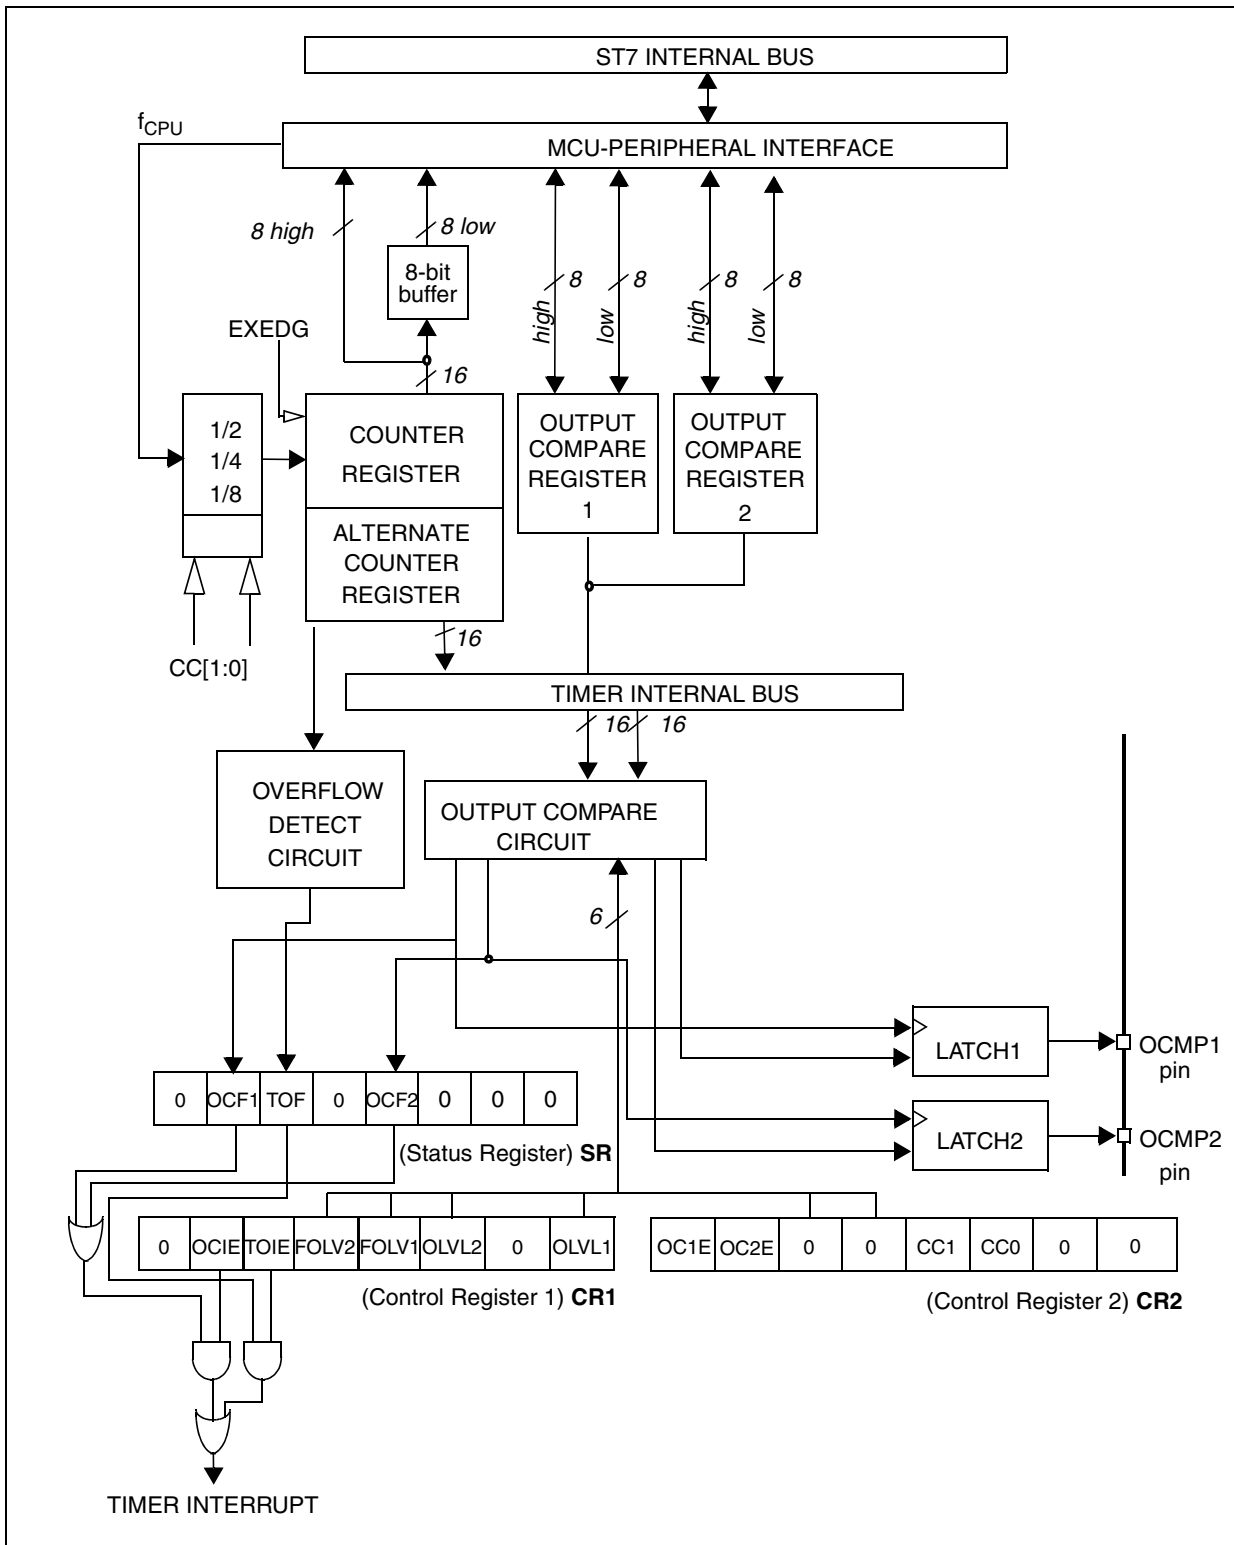 ST7 INTERNAL BUS
fCPU
MCU-PERIPHERAL INTERFACE
8 high
8 low
8-bit
buffer
high
8
low
8
high
8
low
8
EXEDG
16
1/2
1/4
1/8
COUNTER
REGISTER
OUTPUT
COMPARE
REGISTER
1
OUTPUT
COMPARE
REGISTER
2
ALTERNATE
COUNTER
REGISTER
CC[1:0]
16
TIMER INTERNAL BUS
16
16
OVERFLOW
DETECT
CIRCUIT
OUTPUT COMPARE
CIRCUIT
6
LATCH1
OCMP1
pin
0 OCF1 TOF 0 OCF2 0 0 0
(Status Register) SR
LATCH2
OCMP2
pin
0 OCIE TOIE FOLV2 FOLV1 OLVL2 0 OLVL1
(Control Register 1) CR1
OC1E OC2E 0 0 CC1 CC0 0 0
(Control Register 2) CR2
TIMER INTERRUPT